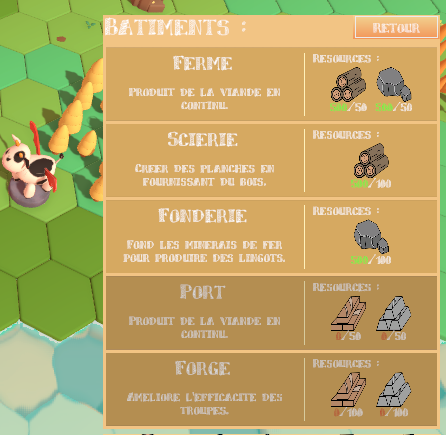 BATIMENTS :
RETOUR
FERME
PRODUIT DE LA VIANDE EN
CONTINU.
RESOURCES :
500/50 500/50
SCIERIE
CREER DES PLANCHES EN
FOURNISSANT DU BOIS.
RESOURCES :
500/100
FONDERIE
FOND LES MINERAIS DE FER
POUR PRODUIRE DES LINGOTS.
RESOURCES :
500/100
PORT
PRODUIT DE LA VIANDE EN
CONTINU.
RESOURCES :
0/50 0/50
FORGE
AMELIORE L'EFFICACITE DES
TROUPES.
RESOURCES :
0/100 0/100